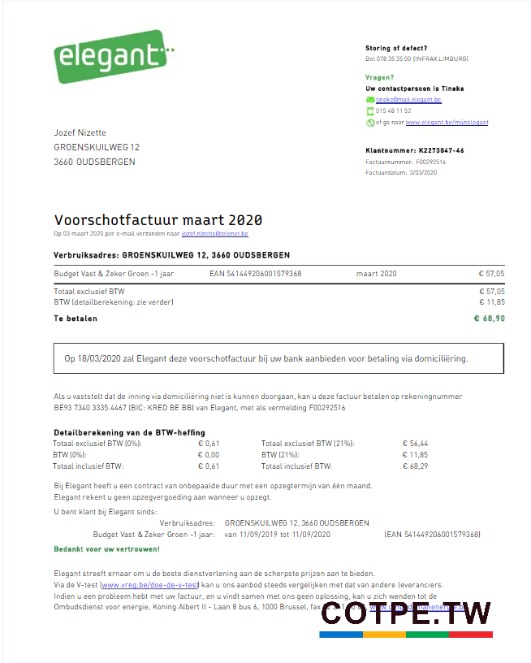 elegant
Storing of defect?
Bel 078 35 35 00 (INFRAX LIMBURG)
Vragen?
Uw contactpersoon is Tineke
tineke@mail.elegant.be
015 48 11 52
of ga naar www.elegant.be/mijnelegant
Jozef Nizette
GROENSKUILWEG 12
3660 OUDSBERGEN
Klantnummer: K2273047-46
Factuurnummer: F00292516
Factuurdatum: 3/03/2020
Voorschotfactuur maart 2020
Op 03 maart 2020 per e-mail verzonden naar jozef.nizette@telenet.be
Verbruiksadres: GROENSKUILWEG 12, 3660 OUDSBERGEN
Budget Vast & Zeker Groen -1 jaar EAN 541449206001579368 maart 2020 € 57,05
Totaal exclusief BTW € 57,05
BTW (detailberekening: zie verder) € 11,85
Te betalen € 68,90
Op 18/03/2020 zal Elegant deze voorschotfactuur bij uw bank aanbieden voor betaling via domiciliëring.
Als u vaststelt dat de inning via domiciliëring niet is kunnen doorgaan, kan u deze factuur betalen op rekeningnummer
BE93 7340 3335 4467 (BIC: KRED BE BB) van Elegant, met als vermelding F00292516
Detailberekening van de BTW-heffing
Totaal exclusief BTW (0%): € 0,61 Totaal exclusief BTW (21%): € 56,44
BTW (0%): € 0,00 BTW (21%): € 11,85
Totaal inclusief BTW: € 0,61 Totaal inclusief BTW: € 68,29
Bij Elegant heeft u een contract van onbepaalde duur met een opzegtermijn van één maand.
Elegant rekent u geen opzegvergoeding aan wanneer u opzegt.
U bent klant bij Elegant sinds:
Verbruiksadres: GROENSKUILWEG 12, 3660 OUDSBERGEN
Budget Vast & Zeker Groen -1 jaar: van 11/09/2019 tot 11/09/2020 (EAN 541449206001579368)
Bedankt voor uw vertrouwen!
Elegant streeft ernaar om u de beste dienstverlening aan de scherpste prijzen aan te bieden.
Via de V-test (www.vreg.be/doe-de-v-test) kan u ons aanbod steeds vergelijken met dat van andere leveranciers.
Indien u een probleem hebt met uw factuur, en u vindt samen met ons geen oplossing, kan u zich wenden tot de
Ombudsdienst voor energie, Koning Albert II - Laan 8 bus 6, 1000 Brussel, fax
COTPE.TW